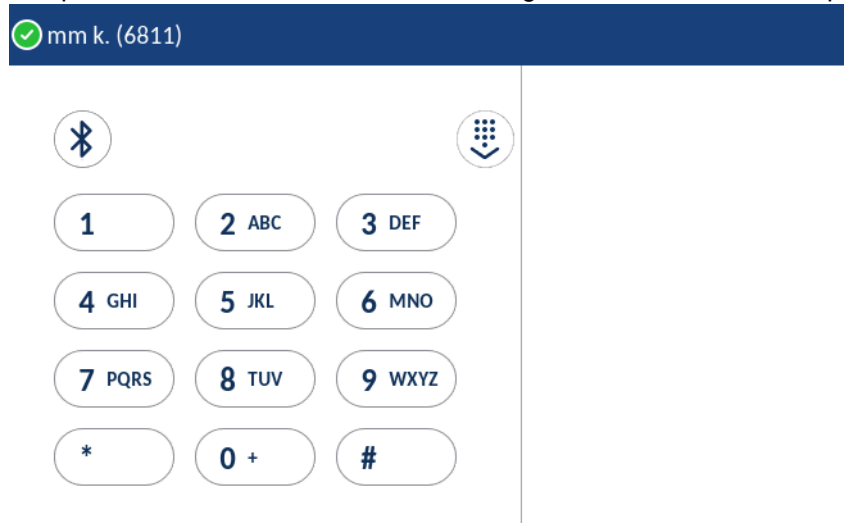 mm k. (6811)
1
2 ABC
3 DEF
4 GHI
5 JKL
6 MNO
7 PQRS
8 TUV
9 WXYZ
*
0 +
#